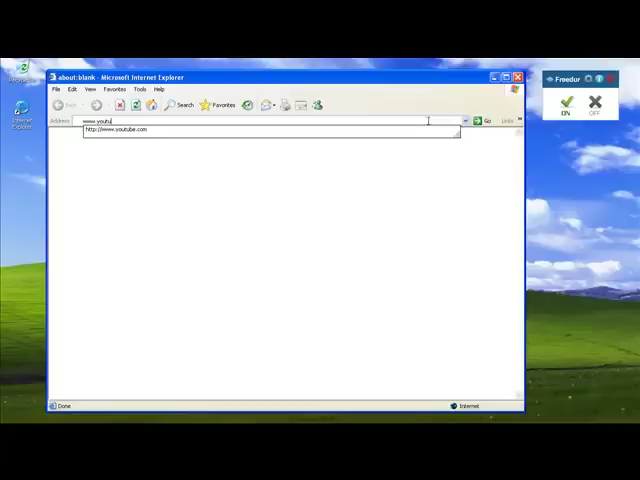 about:blank - Microsoft Internet Explorer
File Edit View Favorites Tools Help
Back Search Favorites
Address www.youtu Go Links
http://www.youtube.com
Done Internet
Internet Explorer
Freedur
ON OFF